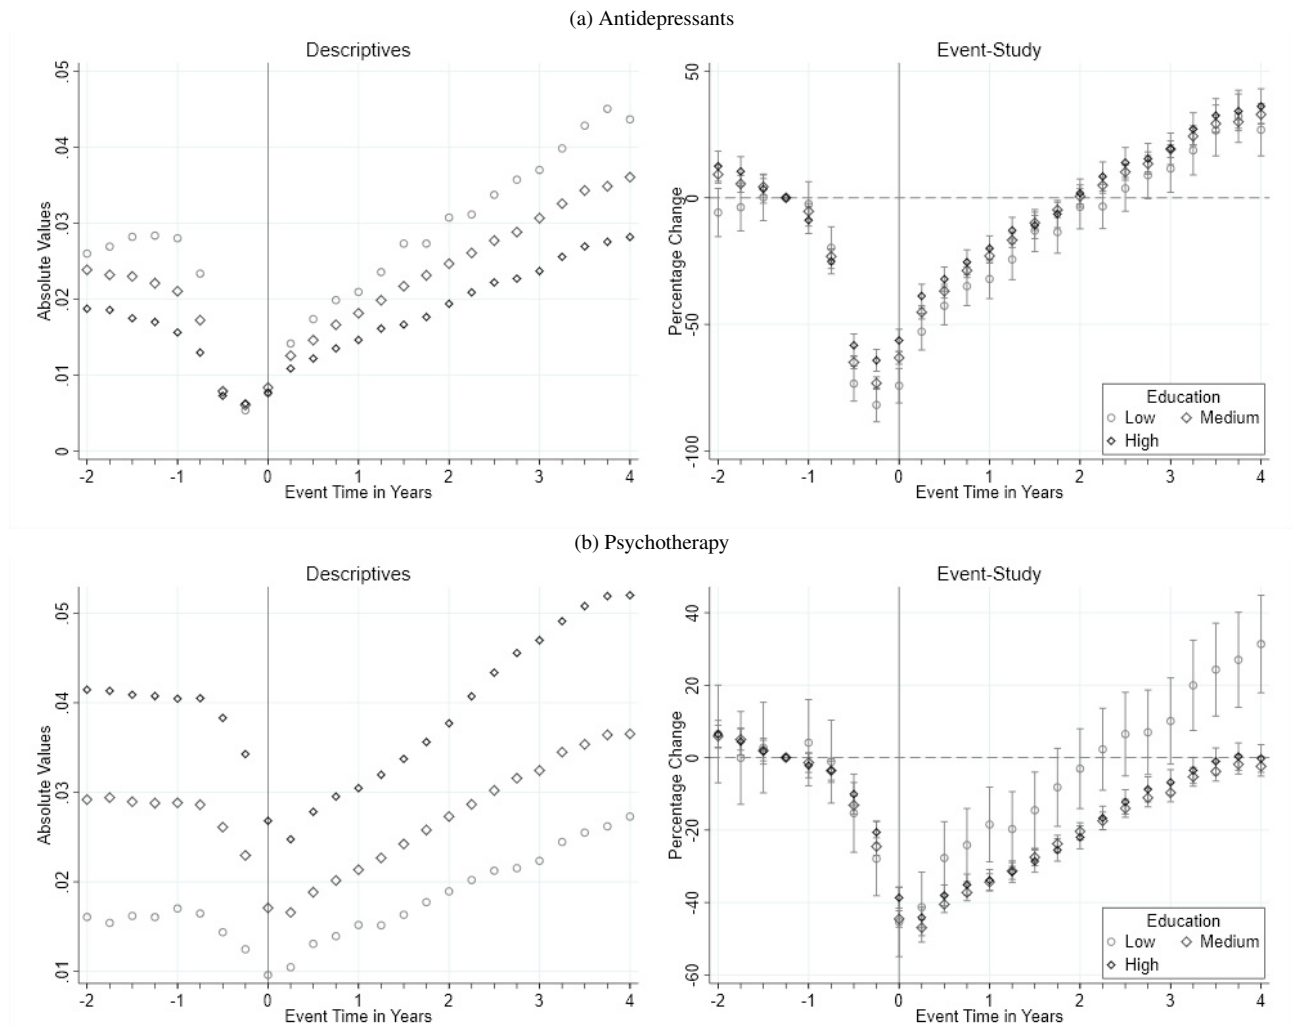 (a) Antidepressants
Descriptives
Absolute Values
.05
.04
.03
.02
.01
0
-2 -1 0 1 2 3 4
Event Time in Years
Event-Study
Percentage Change
50
0
-50
-100
-2 -1 0 1 2 3 4
Event Time in Years
Education
Low Medium
High
(b) Psychotherapy
Descriptives
Absolute Values
.05
.04
.03
.02
.01
-2 -1 0 1 2 3 4
Event Time in Years
Event-Study
Percentage Change
40
20
0
-20
-40
-60
-2 -1 0 1 2 3 4
Event Time in Years
Education
Low Medium
High